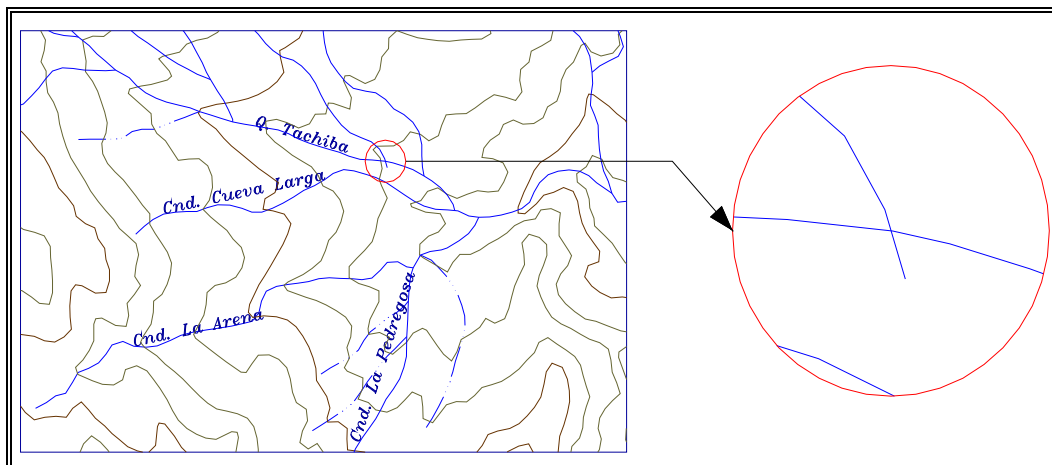 Q. Tachiba
Cnd. Cueva Larga
Cnd. La Arena
Cnd. La Pedregosa